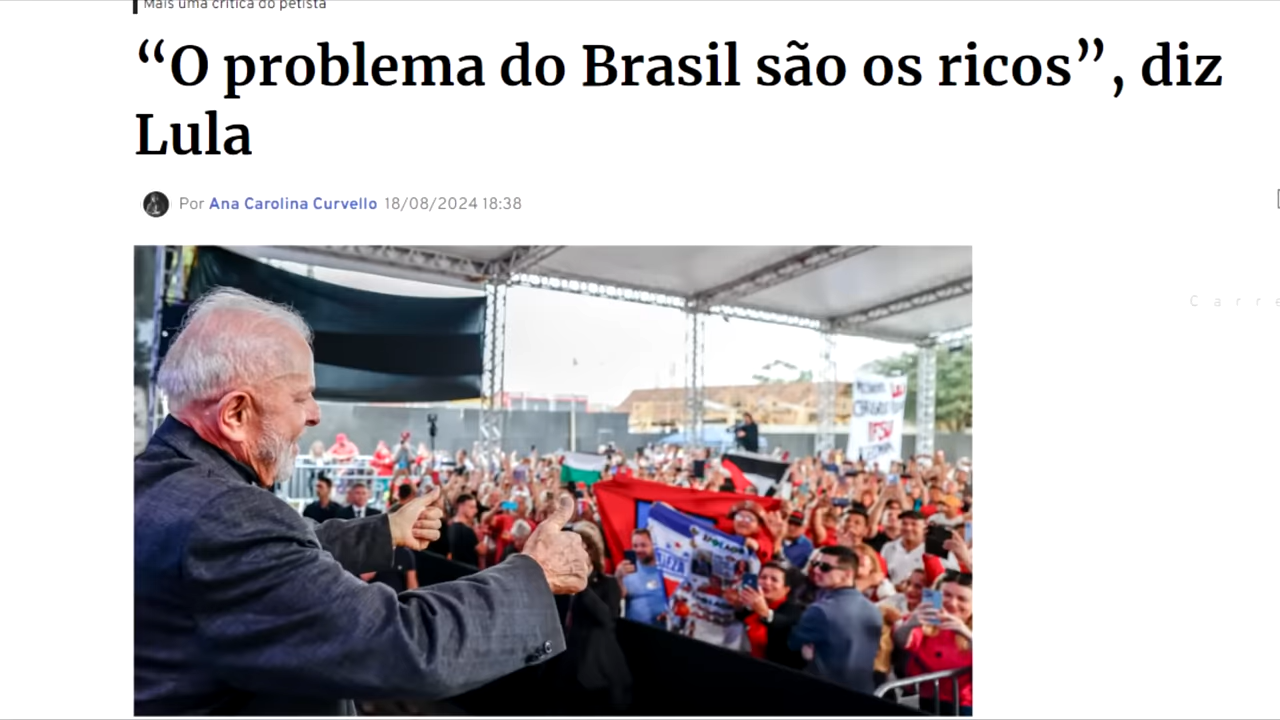 Mais uma crítica do petista
“O problema do Brasil são os ricos”, diz
Lula
Por Ana Carolina Curvello 18/08/2024 18:38
Carre